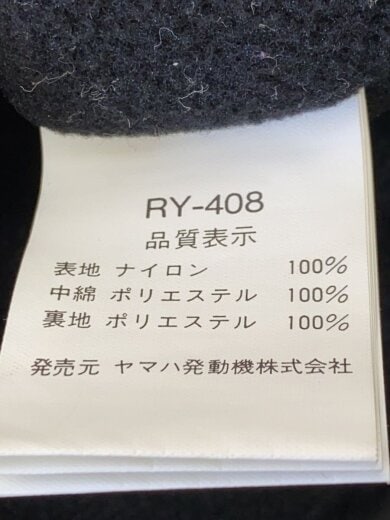 RY-408
品質表示
表地 ナイロン 100%
中綿 ポリエステル 100%
裏地 ポリエステル 100%
発売元 ヤマハ発動機株式会社